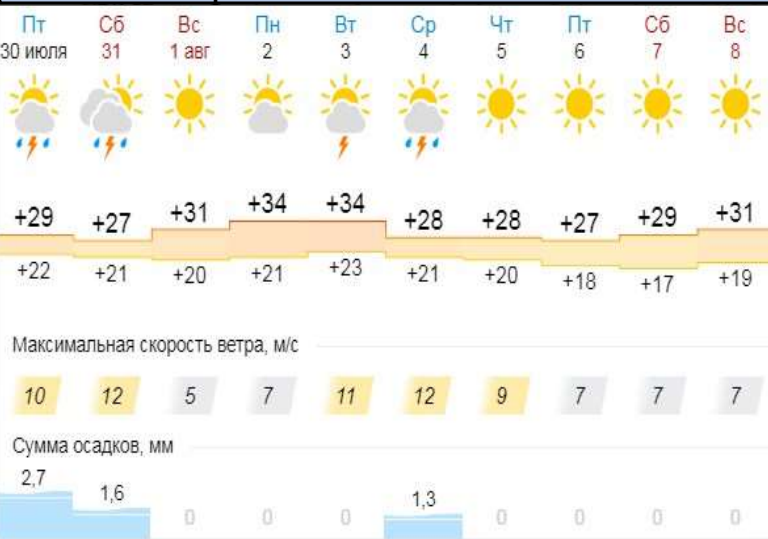 Пт Сб Вс Пн Вт Ср Чт Пт Сб Вс
30 июля 31 1 авг 2 3 4 5 6 7 8
+29 +27 +31 +34 +34 +28 +28 +27 +29 +31
+22 +21 +20 +21 +23 +21 +20 +18 +17 +19
Максимальная скорость ветра, м/с
10 12 5 7 11 12 9 7 7 7
Сумма осадков, мм
2,7 1,6 0 0 0 1,3 0 0 0 0